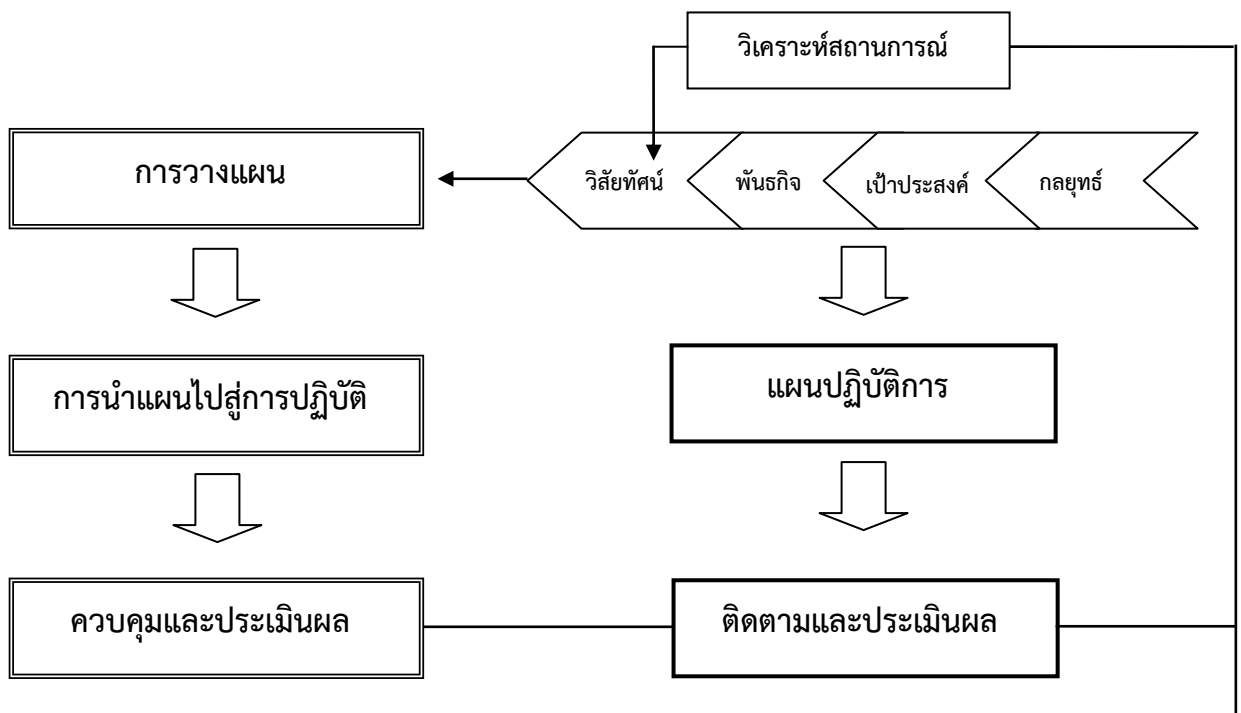 วิเคราะห์สถานการณ์
การวางแผน
วิสัยทัศน์
พันธกิจ
เป้าประสงค์
กลยุทธ์
การนำแผนไปสู่การปฏิบัติ
แผนปฏิบัติการ
ควบคุมและประเมินผล
ติดตามและประเมินผล